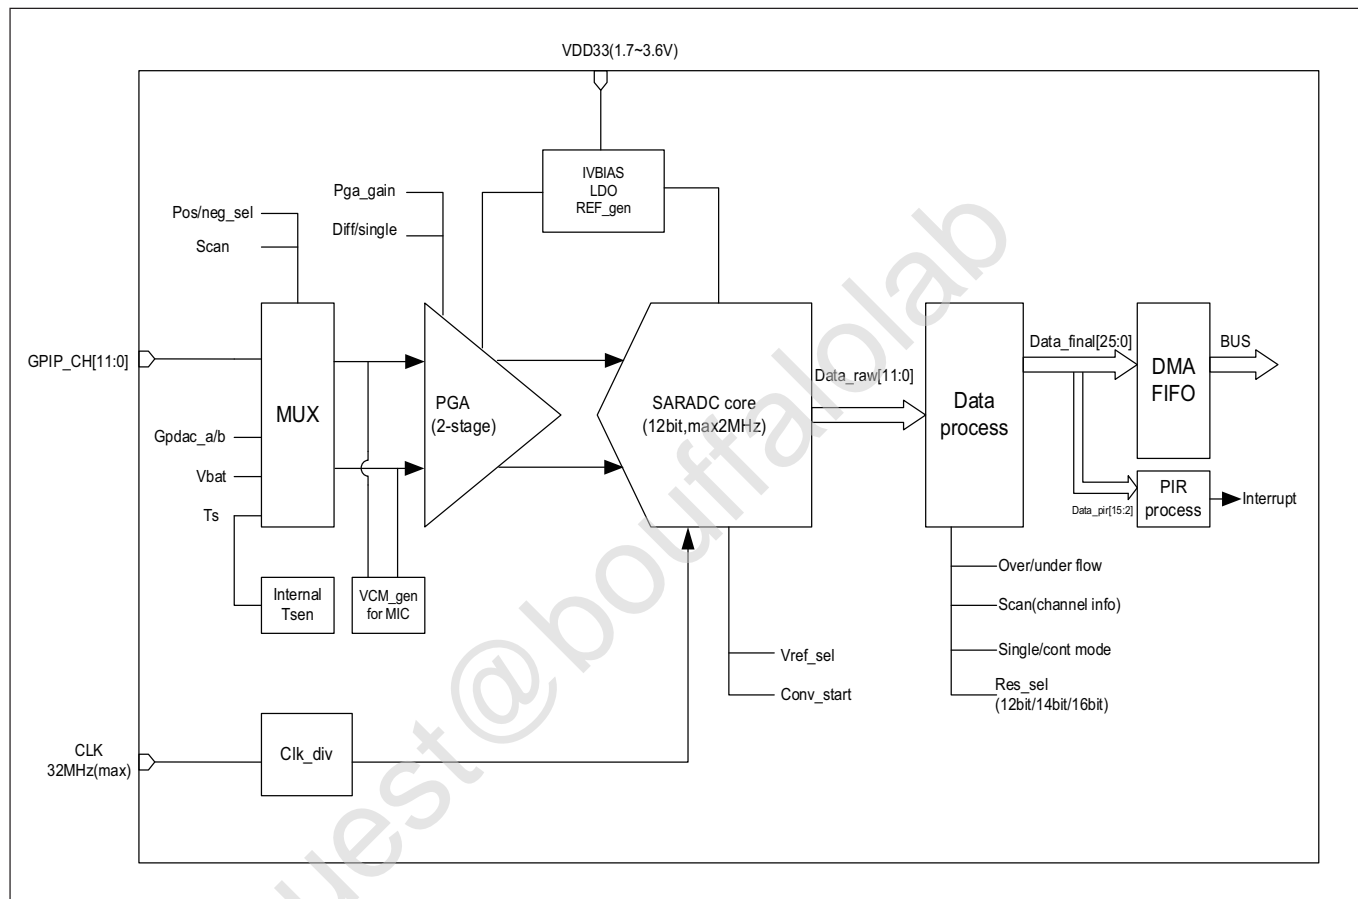 VDD33(1.7~3.6V)
IVBIAS
LDO
REF_gen
Pga_gain
Diff/single
Pos/neg_sel
Scan
GPIP_CH[11:0]
MUX
Gpdac_a/b
Vbat
Ts
Internal
Tsen
VCM_gen
for MIC
PGA
(2-stage)
SARADC core
(12bit,max2MHz)
Data_raw[11:0]
Data
process
Data_final[25:0]
DMA
FIFO
BUS
Data_pir[15:2]
PIR
process
Interrupt
Over/under flow
Scan(channel info)
Single/cont mode
Res_sel
(12bit/14bit/16bit)
Vref_sel
Conv_start
CLK
32MHz(max)
Clk_div
uest@bouffalolab